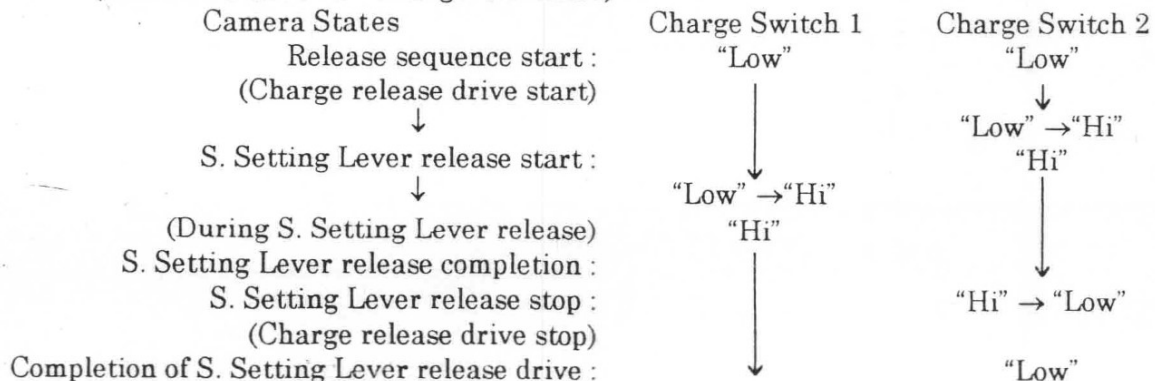 Camera States Charge Switch 1 Charge Switch 2
Release sequence start : “Low” “Low”
(Charge release drive start)
↓ “Low” →“Hi”
S. Setting Lever release start : “Hi”
↓ “Low” →“Hi”
(During S. Setting Lever release) “Hi”
S. Setting Lever release completion :
S. Setting Lever release stop : “Hi” → “Low”
(Charge release drive stop)
Completion of S. Setting Lever release drive : “Low”